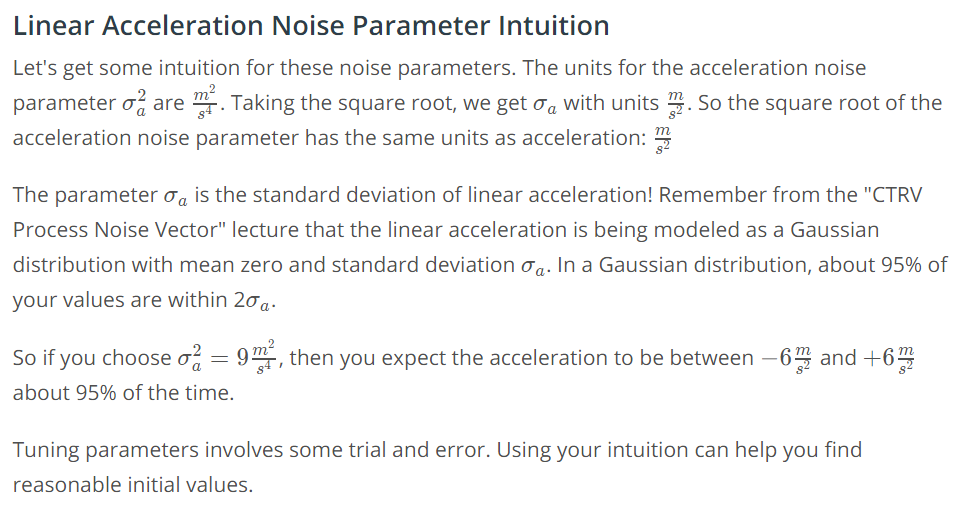 Linear Acceleration Noise Parameter Intuition
Let's get some intuition for these noise parameters. The units for the acceleration noise
parameter $\sigma_a^2$ are $\frac{m^2}{s^4}$. Taking the square root, we get $\sigma_a$ with units $\frac{m}{s^2}$. So the square root of the
acceleration noise parameter has the same units as acceleration: $\frac{m}{s^2}$
The parameter $\sigma_a$ is the standard deviation of linear acceleration! Remember from the "CTRV
Process Noise Vector" lecture that the linear acceleration is being modeled as a Gaussian
distribution with mean zero and standard deviation $\sigma_a$. In a Gaussian distribution, about 95% of
your values are within $2\sigma_a$.
So if you choose $\sigma_a^2 = 9\frac{m^2}{s^4}$, then you expect the acceleration to be between $-6\frac{m}{s^2}$ and $+6\frac{m}{s^2}$
about 95% of the time.
Tuning parameters involves some trial and error. Using your intuition can help you find
reasonable initial values.